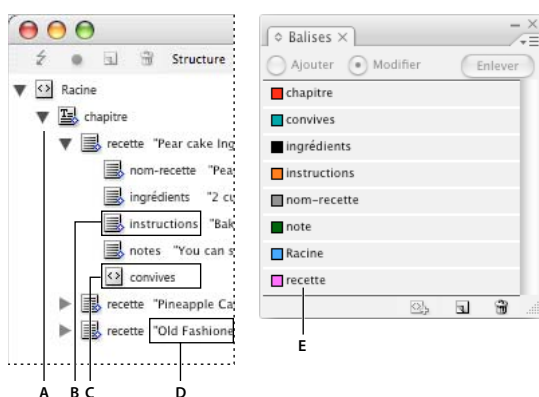 Structure
Racine
chapitre
recette "Pear cake Ing
nom-recette "Pea
ingrédients "2 cu
instructions "Bak
notes "You can s
convives
recette "Pineapple Ca
recette "Old Fashione
A B C D
Balises
Ajouter Modifier Enlever
chapitre
convives
ingrédients
instructions
nom-recette
note
Racine
recette
E